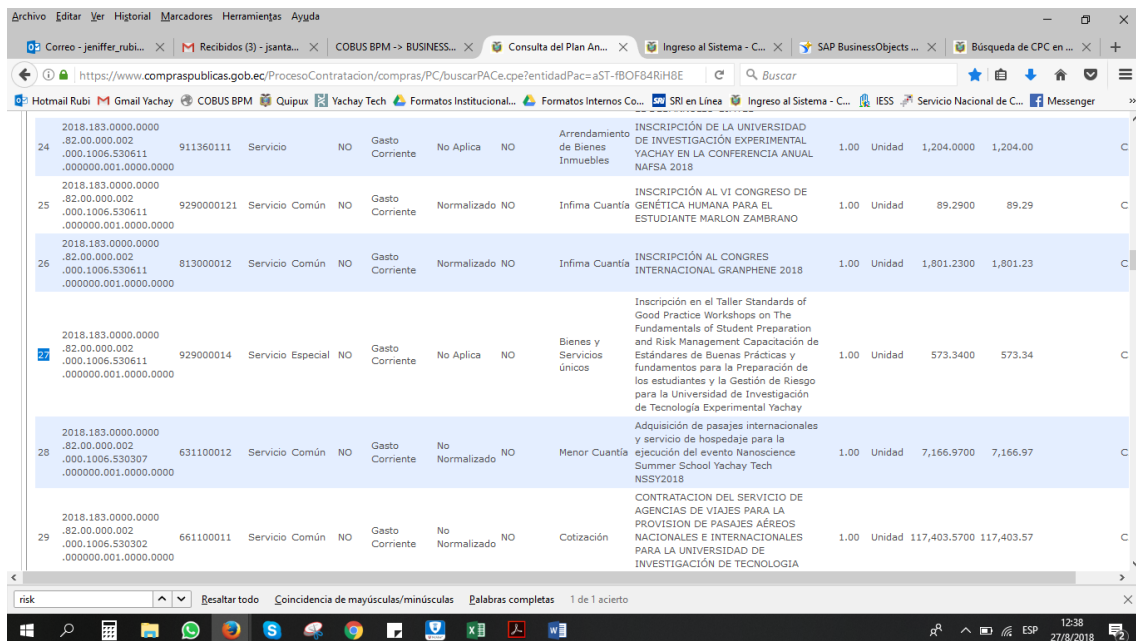 Archivo Editar Ver Historial Marcadores Herramientas Ayuda
Correo - jeniffer_rubi... Recibidos (3) - jsanta... COBUS BPM -> BUSINESS... Consulta del Plan An... Ingreso al Sistema - C... SAP BusinessObjects ... Búsqueda de CPC en ...
https://www.compraspublicas.gob.ec/ProcesoContratacion/compras/PC/buscarPACe.cpe?entidadPac=aST-fBOF84RiH8E Buscar
Hotmail Rubi Gmail Yachay COBUS BPM Quipux Yachay Tech Formatos Institucional... Formatos Internos Co... SRI en Línea Ingreso al Sistema - C... IESS Servicio Nacional de C... Messenger »
24 2018.183.0000.0000
.82.00.000.002
.000.1006.530611
.000000.001.0000.0000
911360111 Servicio NO Gasto
Corriente
No Aplica NO Arrendamiento
de Bienes
Inmuebles
INSCRIPCIÓN DE LA UNIVERSIDAD
DE INVESTIGACIÓN EXPERIMENTAL
YACHAY EN LA CONFERENCIA ANUAL
NAFSA 2018
1.00 Unidad 1,204.0000 1,204.00 C
25 2018.183.0000.0000
.82.00.000.002
.000.1006.530611
.000000.001.0000.0000
9290000121 Servicio Común NO Gasto
Corriente
Normalizado NO Infima Cuantía
INSCRIPCIÓN AL VI CONGRESO DE
GENÉTICA HUMANA PARA EL
ESTUDIANTE MARLON ZAMBRANO
1.00 Unidad 89.2900 89.29 C
26 2018.183.0000.0000
.82.00.000.002
.000.1006.530611
.000000.001.0000.0000
813000012 Servicio Común NO Gasto
Corriente
Normalizado NO Infima Cuantía
INSCRIPCIÓN AL CONGRES
INTERNACIONAL GRANPHENE 2018
1.00 Unidad 1,801.2300 1,801.23 C
27 2018.183.0000.0000
.82.00.000.002
.000.1006.530611
.000000.001.0000.0000
929000014 Servicio Especial NO Gasto
Corriente
No Aplica NO Bienes y
Servicios
únicos
Inscripción en el Taller Standards of
Good Practice Workshops on The
Fundamentals of Student Preparation
and Risk Management Capacitación de
Estándares de Buenas Prácticas y
fundamentos para la Preparación de
los estudiantes y la Gestión de Riesgo
para la Universidad de Investigación
de Tecnología Experimental Yachay
1.00 Unidad 573.3400 573.34 C
28 2018.183.0000.0000
.82.00.000.002
.000.1006.530307
.000000.001.0000.0000
631100012 Servicio Común NO Gasto
Corriente
No
Normalizado NO Menor Cuantía
Adquisición de pasajes internacionales
y servicio de hospedaje para la
ejecución del evento Nanoscience
Summer School Yachay Tech
NSSY2018
1.00 Unidad 7,166.9700 7,166.97 C
29 2018.183.0000.0000
.82.00.000.002
.000.1006.530302
.000000.001.0000.0000
661100011 Servicio Común NO Gasto
Corriente
No
Normalizado NO Cotización
CONTRATACION DEL SERVICIO DE
AGENCIAS DE VIAJES PARA LA
PROVISION DE PASAJES AÉREOS
NACIONALES E INTERNACIONALES
PARA LA UNIVERSIDAD DE
INVESTIGACIÓN DE TECNOLOGIA
1.00 Unidad 117,403.5700 117,403.57 C
risk Resaltar todo Coincidencia de mayúsculas/minúsculas Palabras completas 1 de 1 acierto
ESP 12:38
27/8/2018